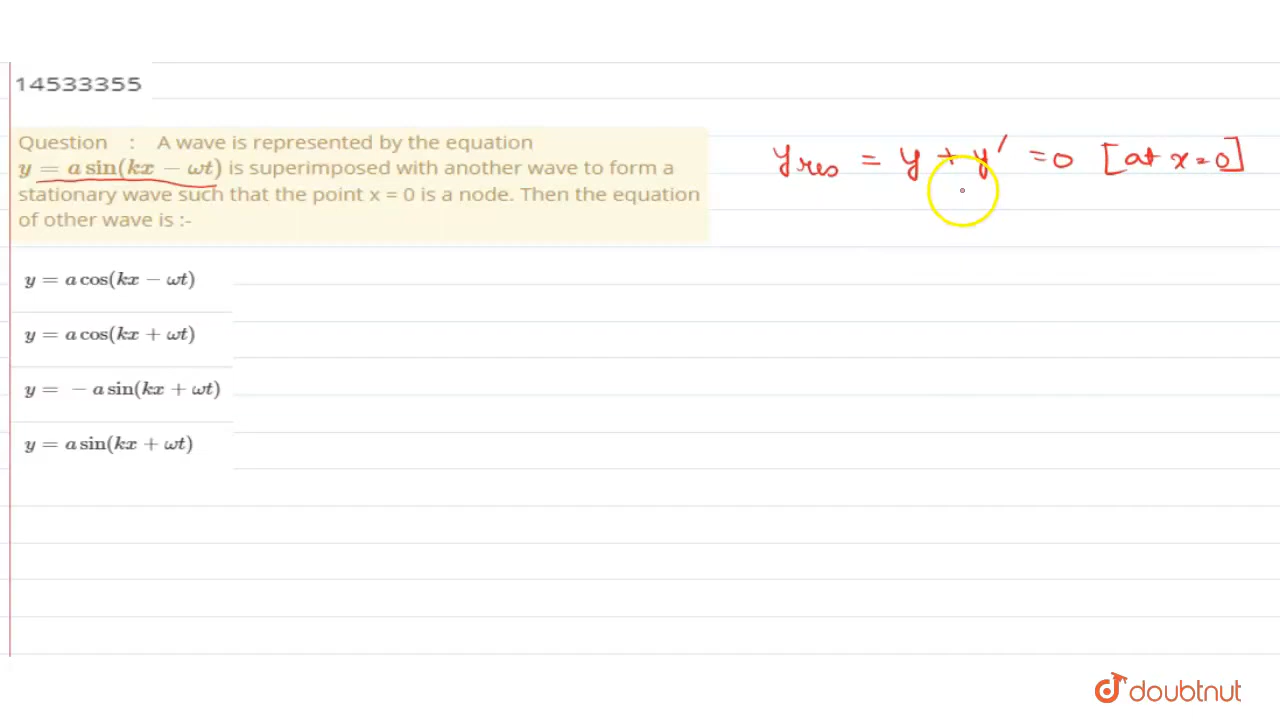 14533355
Question : A wave is represented by the equation
y = a sin(kx − ωt) is superimposed with another wave to form a
stationary wave such that the point x = 0 is a node. Then the equation
of other wave is :-
y_res = y + y' = 0 [at x=0]
y = a cos(kx − ωt)
y = a cos(kx + ωt)
y = − a sin(kx + ωt)
y = a sin(kx + ωt)
doubtnut